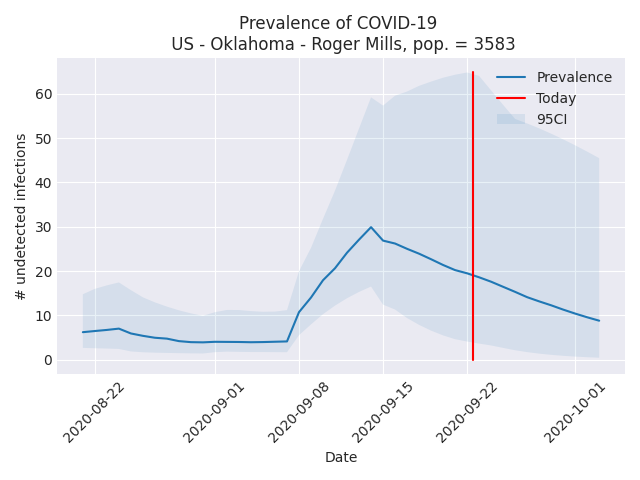 Prevalence of COVID-19
US - Oklahoma - Roger Mills, pop. = 3583
Prevalence
Today
95CI
# undetected infections
60
50
40
30
20
10
0
2020-08-22
2020-09-01
2020-09-08
2020-09-15
2020-09-22
2020-10-01
Date